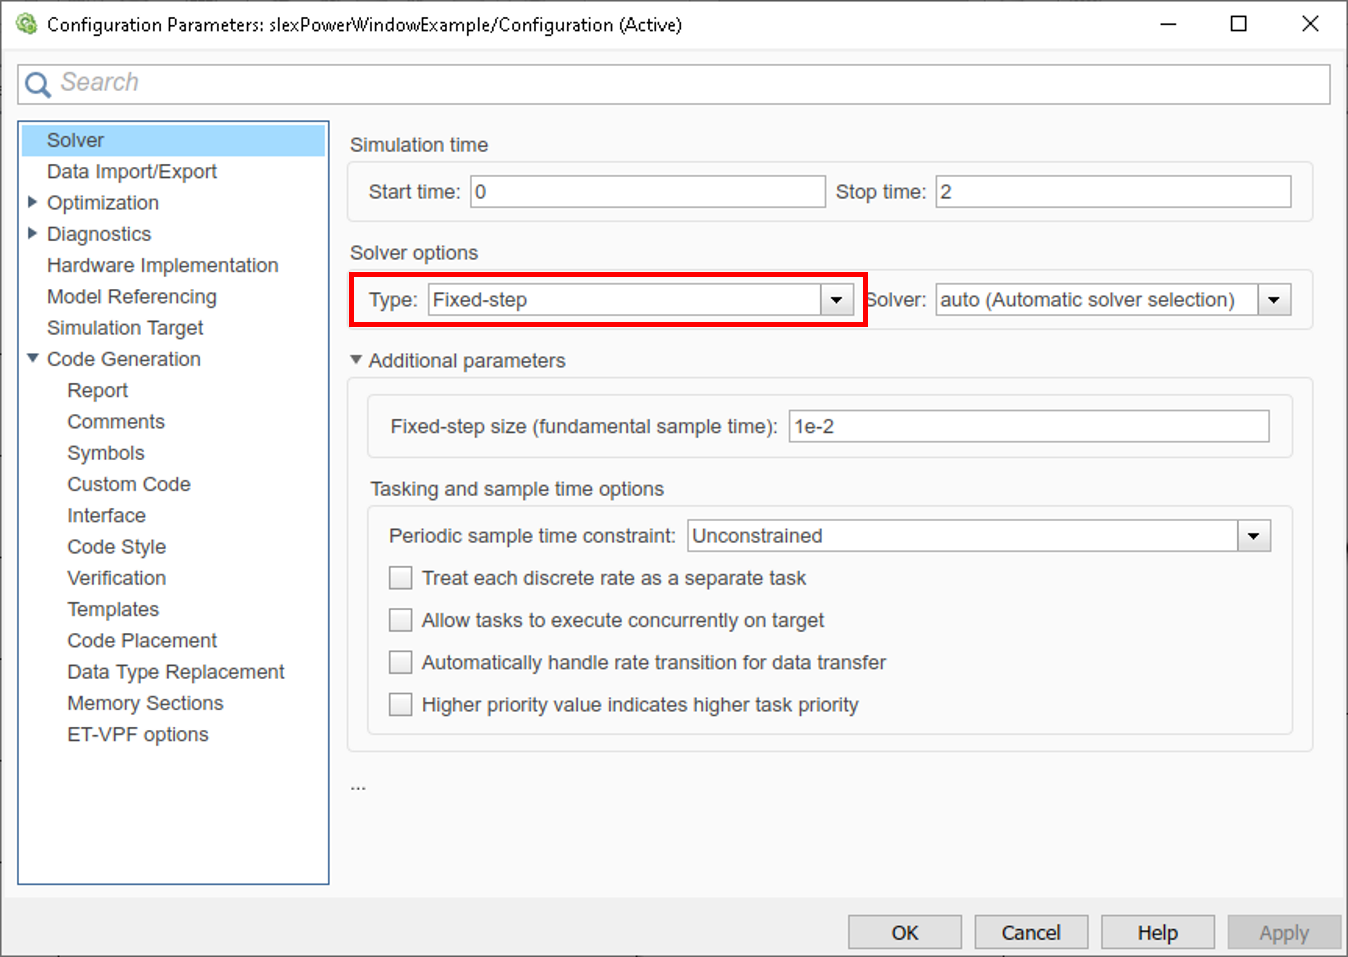 Configuration Parameters: slexPowerWindowExample/Configuration (Active)
Search
Solver
Data Import/Export
Optimization
Diagnostics
Hardware Implementation
Model Referencing
Simulation Target
Code Generation
Report
Comments
Symbols
Custom Code
Interface
Code Style
Verification
Templates
Code Placement
Data Type Replacement
Memory Sections
ET-VPF options
Simulation time
Start time: 0 Stop time: 2
Solver options
Type: Fixed-step Solver: auto (Automatic solver selection)
Additional parameters
Fixed-step size (fundamental sample time): 1e-2
Tasking and sample time options
Periodic sample time constraint: Unconstrained
Treat each discrete rate as a separate task
Allow tasks to execute concurrently on target
Automatically handle rate transition for data transfer
Higher priority value indicates higher task priority
...
OK Cancel Help Apply